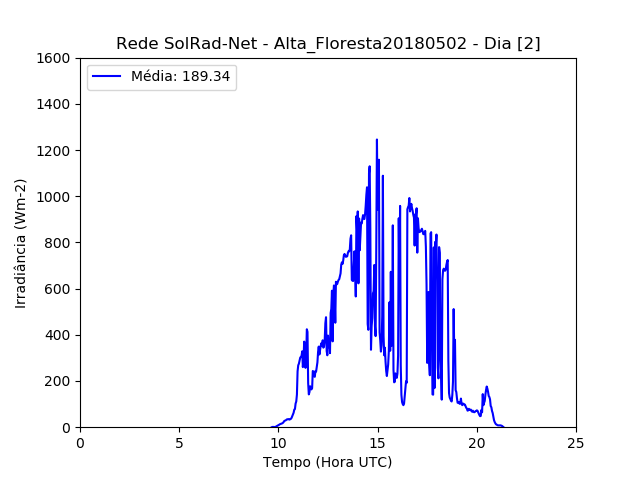 Rede SolRad-Net - Alta_Floresta20180502 - Dia [2]
1600
Média: 189.34
1400
1200
1000
800
600
400
200
0
Irradiância (Wm-2)
0 5 10 15 20 25
Tempo (Hora UTC)